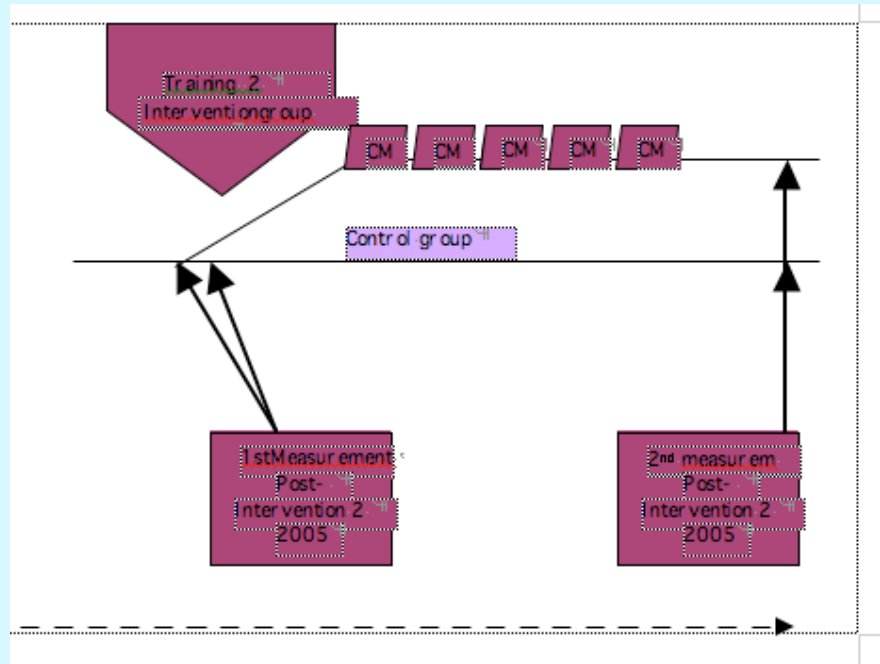 Training 2
Interventiongroup
CM CM CM CM CM
Control group
1stMeasurement
Post-
Intervention 2
2005
2nd measurem
Post-
Intervention 2
2005